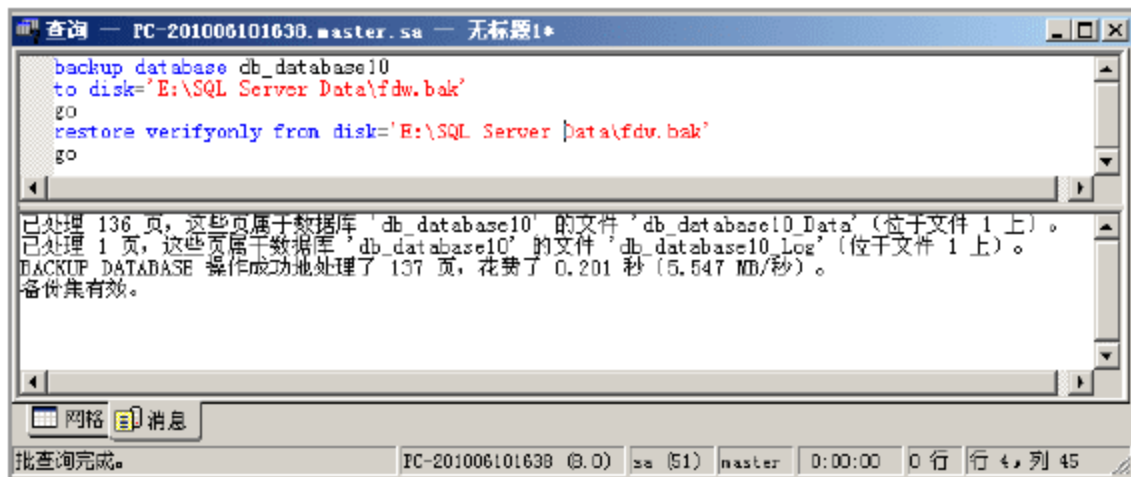 查询 — PC-201006101638.master.sa — 无标题1*
backup database db_database10
to disk='E:\SQL Server Data\fdw.bak'
go
restore verifyonly from disk='E:\SQL Server Data\fdw.bak'
go
已处理 136 页，这些页属于数据库 'db_database10' 的文件 'db_database10_Data'（位于文件 1 上）。
已处理 1 页，这些页属于数据库 'db_database10' 的文件 'db_database10_Log'（位于文件 1 上）。
BACKUP DATABASE 操作成功地处理了 137 页，花费了 0.201 秒（5.547 MB/秒）。
备份集有效。
网格 消息
批查询完成。 PC-201006101638 (8.0) sa (51) master 0:00:00 0 行 行 4，列 45